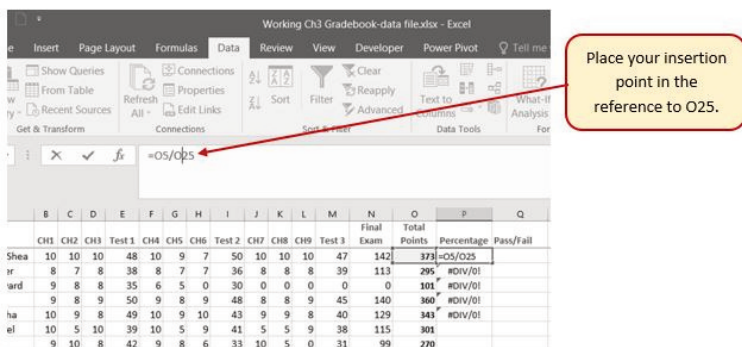 Working Ch3 Gradebook-data file.xlsx - Excel
Insert Page Layout Formulas Data Review View Developer Power Pivot Tell me
Show Queries
From Table
Recent Sources
Get & Transform
Refresh All
Connections
Properties
Edit Links
Connections
Sort
Filter
Clear
Reapply
Advanced
Sort & Filter
Text to Columns
Data Tools
What-If
Analysis
For
Place your insertion
point in the
reference to O25.
fx =O5/O25
B C D E F G H I J K L M N O P Q
Final Total
CH1 CH2 CH3 Test 1 CH4 CH5 CH6 Test 2 CH7 CH8 CH9 Test 3 Exam Points Percentage Pass/Fail
Shea 10 10 10 48 10 9 7 50 10 10 10 47 142 373 =O5/O25
er 8 7 8 38 8 7 7 36 8 8 8 39 113 295 #DIV/0!
vard 9 8 8 35 6 5 0 30 0 0 0 0 0 101 #DIV/0!
9 8 9 50 9 8 9 48 8 8 9 45 140 360 #DIV/0!
ha 10 9 8 49 10 9 10 43 9 9 8 40 129 343 #DIV/0!
el 10 5 10 39 10 5 9 41 5 5 9 38 115 301
9 10 8 42 9 8 6 33 10 5 0 31 99 270